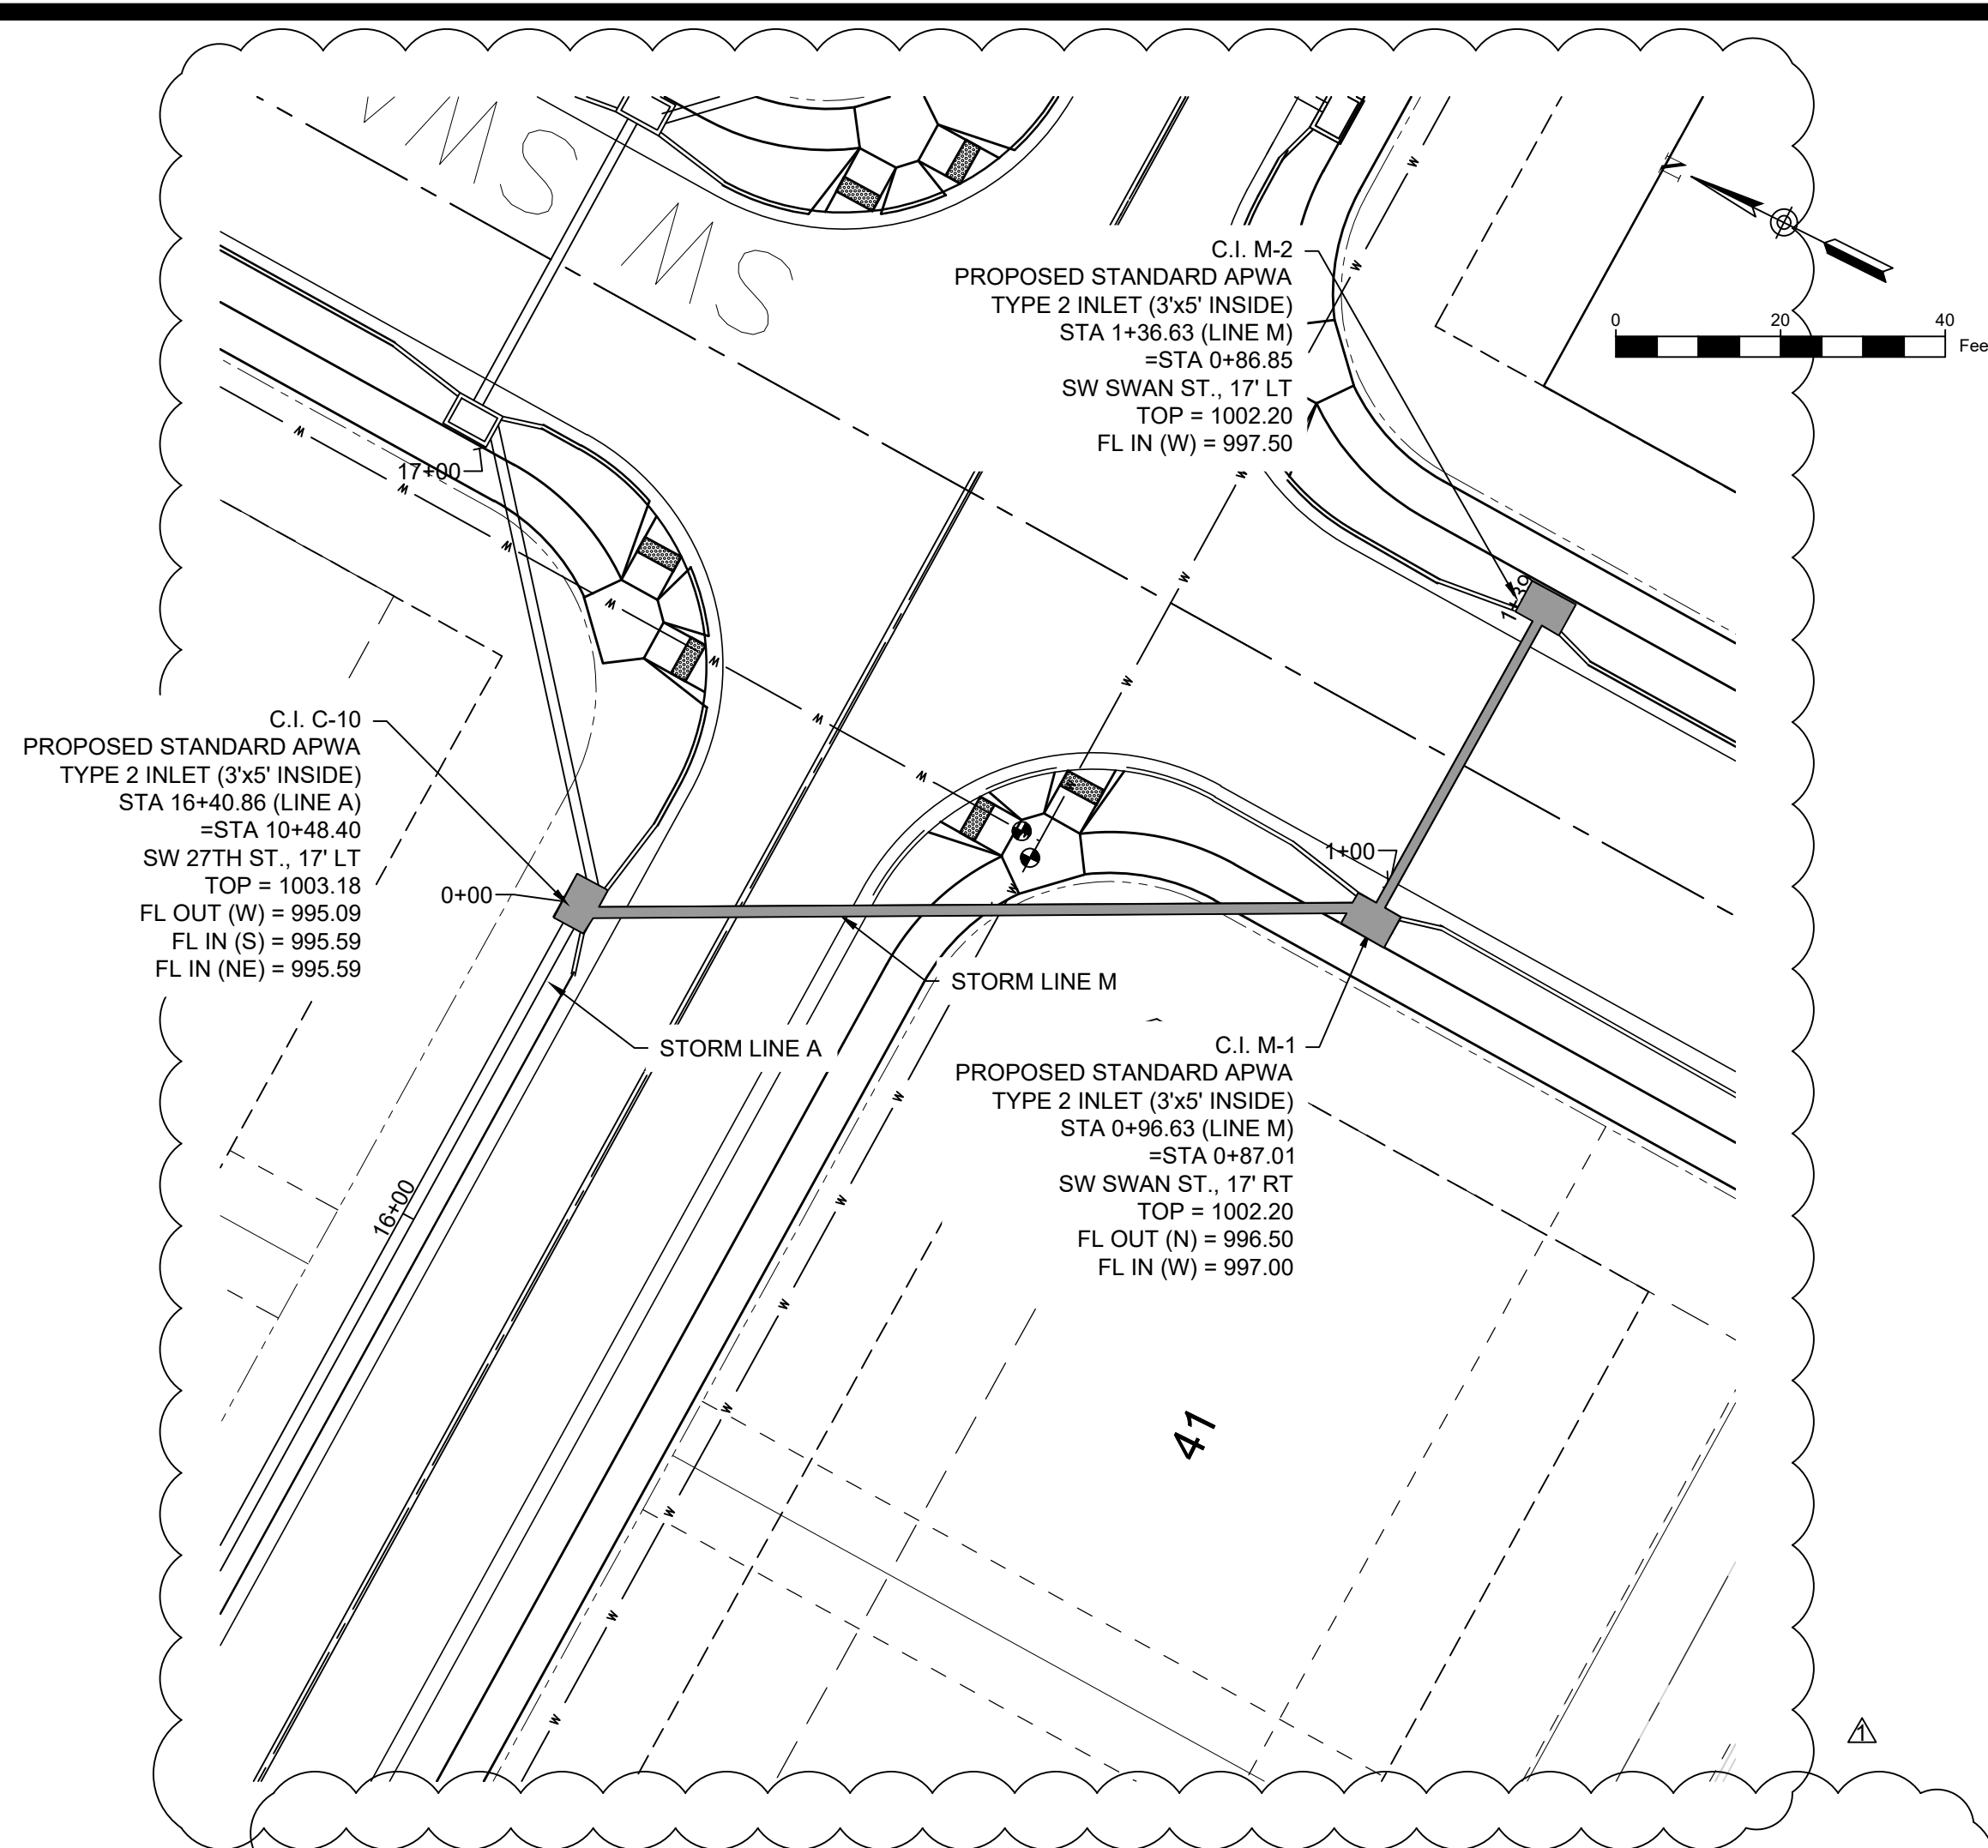 SW
SW
MS
C.I. M-2
PROPOSED STANDARD APWA
TYPE 2 INLET (3'x5' INSIDE)
STA 1+36.63 (LINE M)
=STA 0+86.85
SW SWAN ST., 17' LT
TOP = 1002.20
FL IN (W) = 997.50
N
0 20 40
Fee
17+00
C.I. C-10
PROPOSED STANDARD APWA
TYPE 2 INLET (3'x5' INSIDE)
STA 16+40.86 (LINE A)
=STA 10+48.40
SW 27TH ST., 17' LT
TOP = 1003.18
FL OUT (W) = 995.09
FL IN (S) = 995.59
FL IN (NE) = 995.59
0+00
1+00
STORM LINE M
STORM LINE A
C.I. M-1
PROPOSED STANDARD APWA
TYPE 2 INLET (3'x5' INSIDE)
STA 0+96.63 (LINE M)
=STA 0+87.01
SW SWAN ST., 17' RT
TOP = 1002.20
FL OUT (N) = 996.50
FL IN (W) = 997.00
16+00
41
1